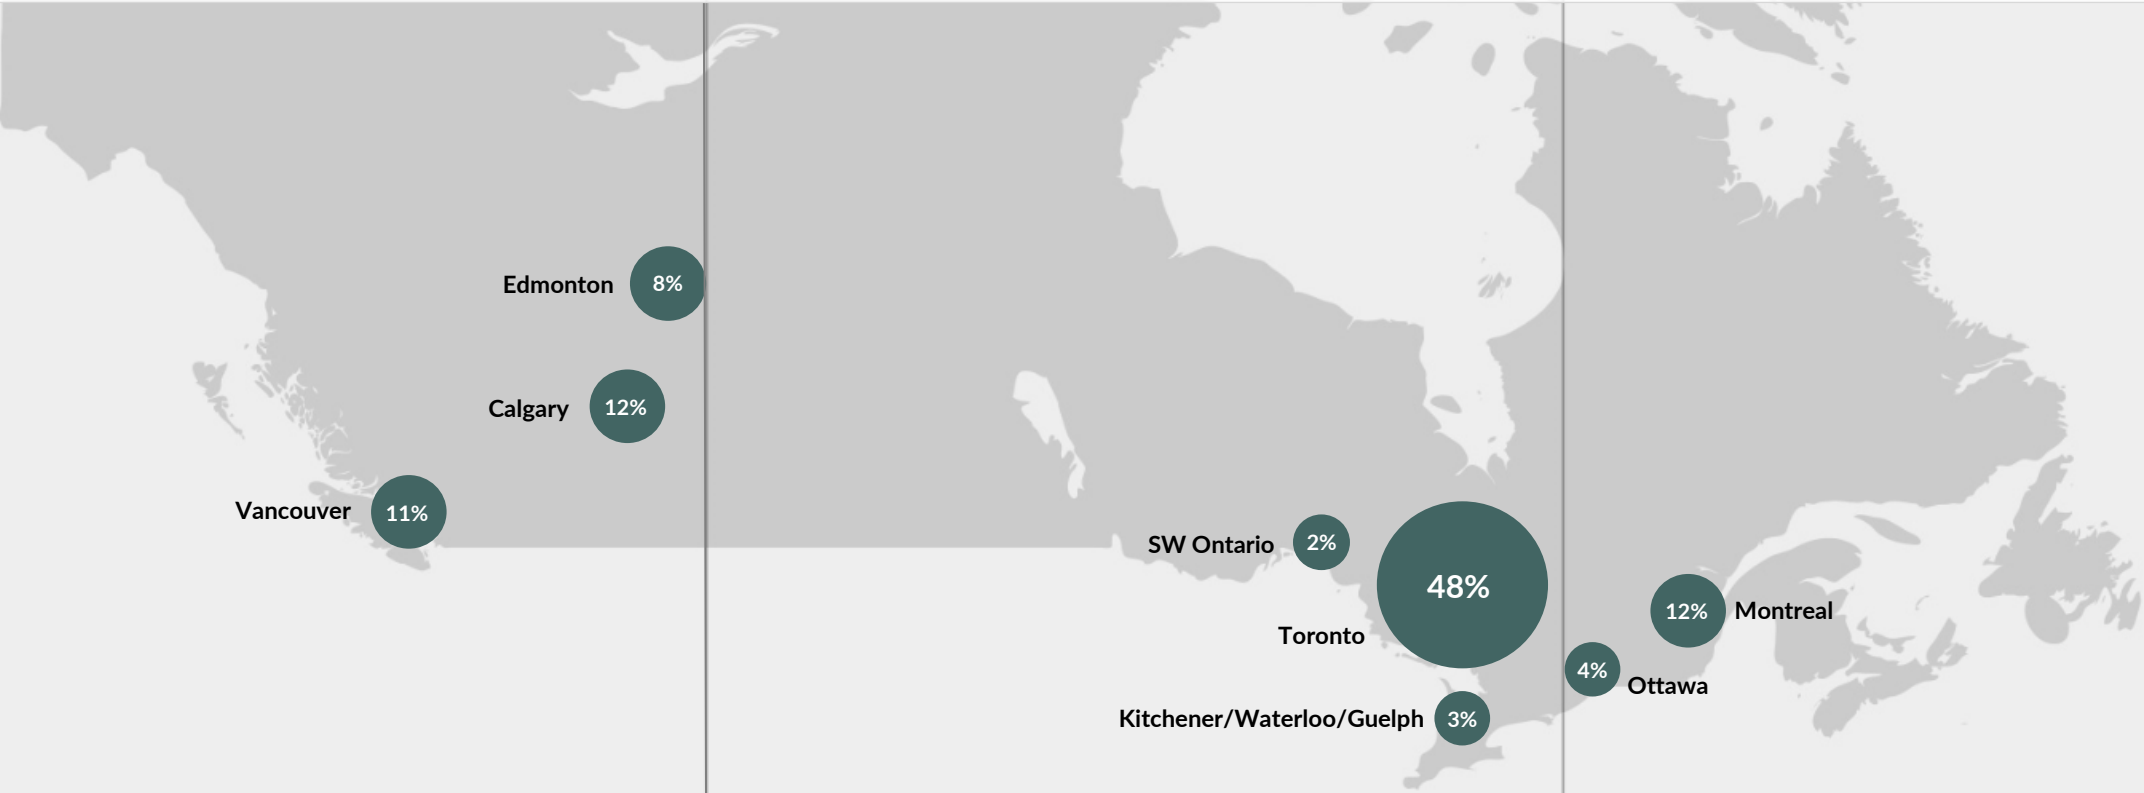 Edmonton 8%
Calgary 12%
Vancouver 11%
SW Ontario 2%
48%
Toronto
12% Montreal
4% Ottawa
Kitchener/Waterloo/Guelph 3%